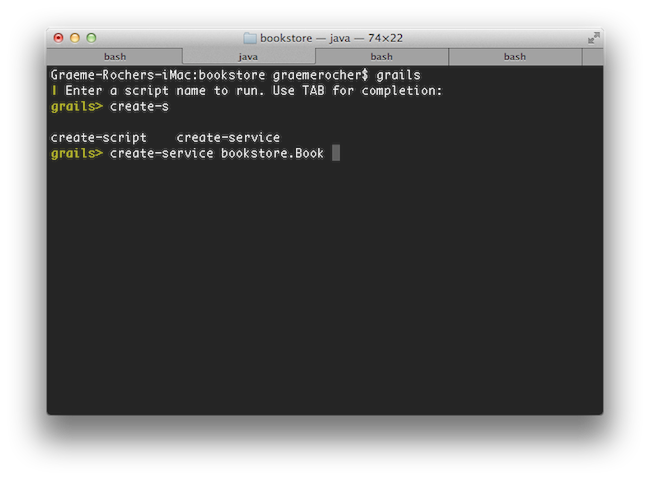 bookstore — java — 74×22
bash java bash bash
Graeme-Rochers-iMac:bookstore graemerocher$ grails
| Enter a script name to run. Use TAB for completion:
grails> create-s
create-script    create-service
grails> create-service bookstore.Book